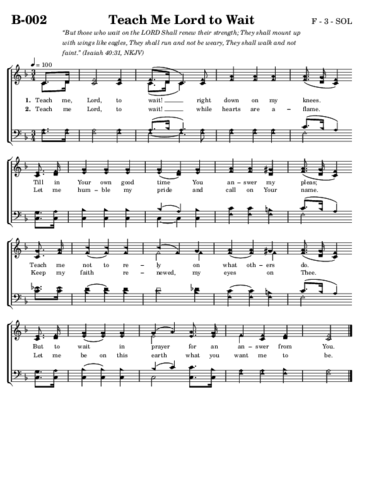 B-002 Teach Me Lord to Wait F - 3 - SOL
"But those who wait on the LORD Shall renew their strength; They shall mount up
with wings like eagles, They shall run and not be weary, They shall walk and not
faint." (Isaiah 40:31, NKJV)
= 100
1. Teach me, Lord, to wait! right down on my knees.
2. Teach me, Lord, to wait! while hearts are a- flame.
Till in Your own good time You an- swer my pleas;
Let me hum- ble my pride and call on Your name.
Teach me not to re- ly on what oth- ers do.
Keep my faith re- newed, my eyes on Thee.
But to wait in prayer for an an- swer from You.
Let me be on this earth what you want me to be.